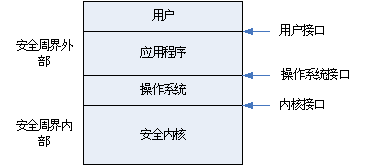 用户
用户接口
安全周界外
部
应用程序
操作系统接口
操作系统
内核接口
安全周界内
部
安全内核